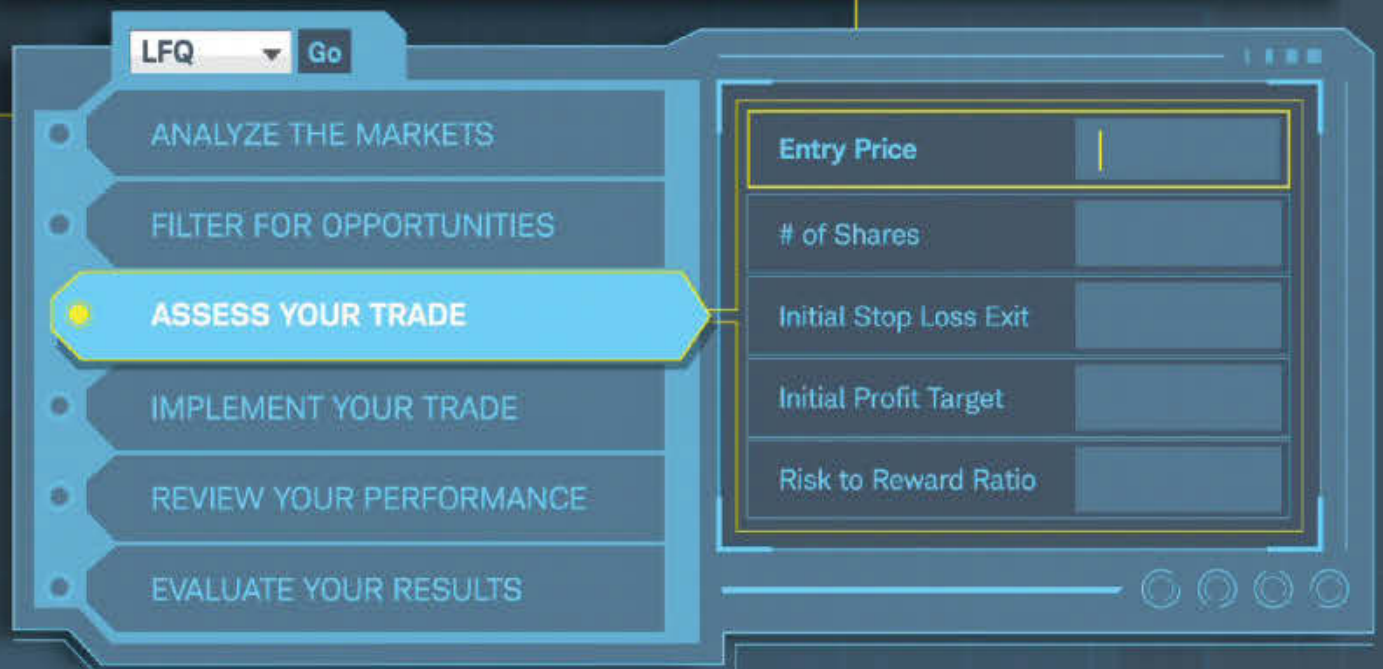 LFQ Go
ANALYZE THE MARKETS
FILTER FOR OPPORTUNITIES
ASSESS YOUR TRADE
IMPLEMENT YOUR TRADE
REVIEW YOUR PERFORMANCE
EVALUATE YOUR RESULTS
Entry Price
# of Shares
Initial Stop Loss Exit
Initial Profit Target
Risk to Reward Ratio